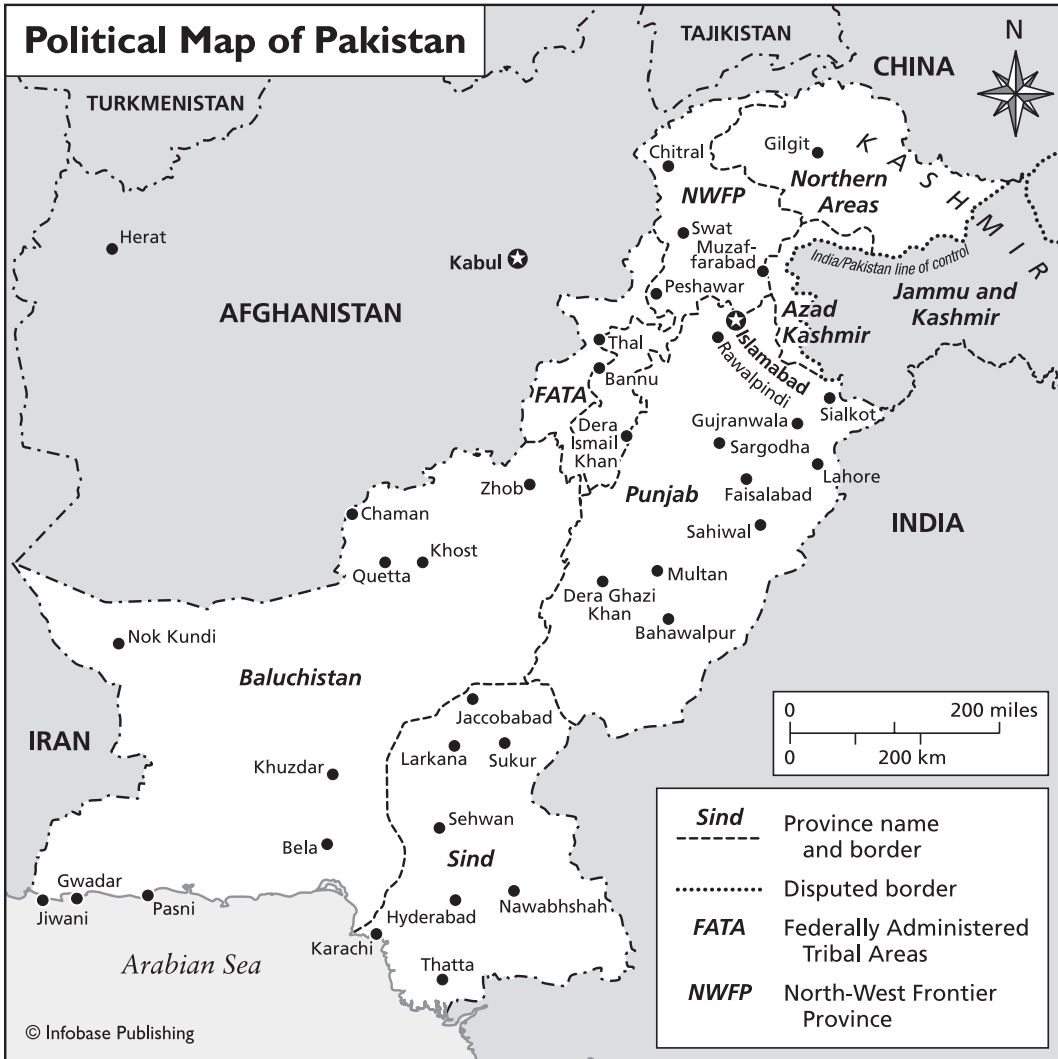 Political Map of Pakistan
TAJIKISTAN
N
CHINA
TURKMENISTAN
Chitral
Gilgit
KASHMIR
NWFP
Northern
Areas
Herat
Swat
Muzaf-
farabad
India/Pakistan line of control
Kabul
Peshawar
Jammu and
Kashmir
AFGHANISTAN
Azad
Kashmir
Thal
Islamabad
Rawalpindi
Bannu
FATA
Sialkot
Dera
Ismail
Khan
Gujranwala
Sargodha
Lahore
Zhob
Punjab
Faisalabad
Chaman
Sahiwal
INDIA
Khost
Quetta
Multan
Dera Ghazi
Khan
Bahawalpur
Nok Kundi
Baluchistan
Jaccobabad
IRAN
Larkana
Sukur
Khuzdar
Sehwan
Bela
Sind
Gwadar
Jiwani
Pasni
Nawabhshah
Hyderabad
Karachi
Arabian Sea
Thatta
0 200 miles
0 200 km
Sind Province name
and border
Disputed border
FATA Federally Administered
Tribal Areas
NWFP North-West Frontier
Province
© Infobase Publishing